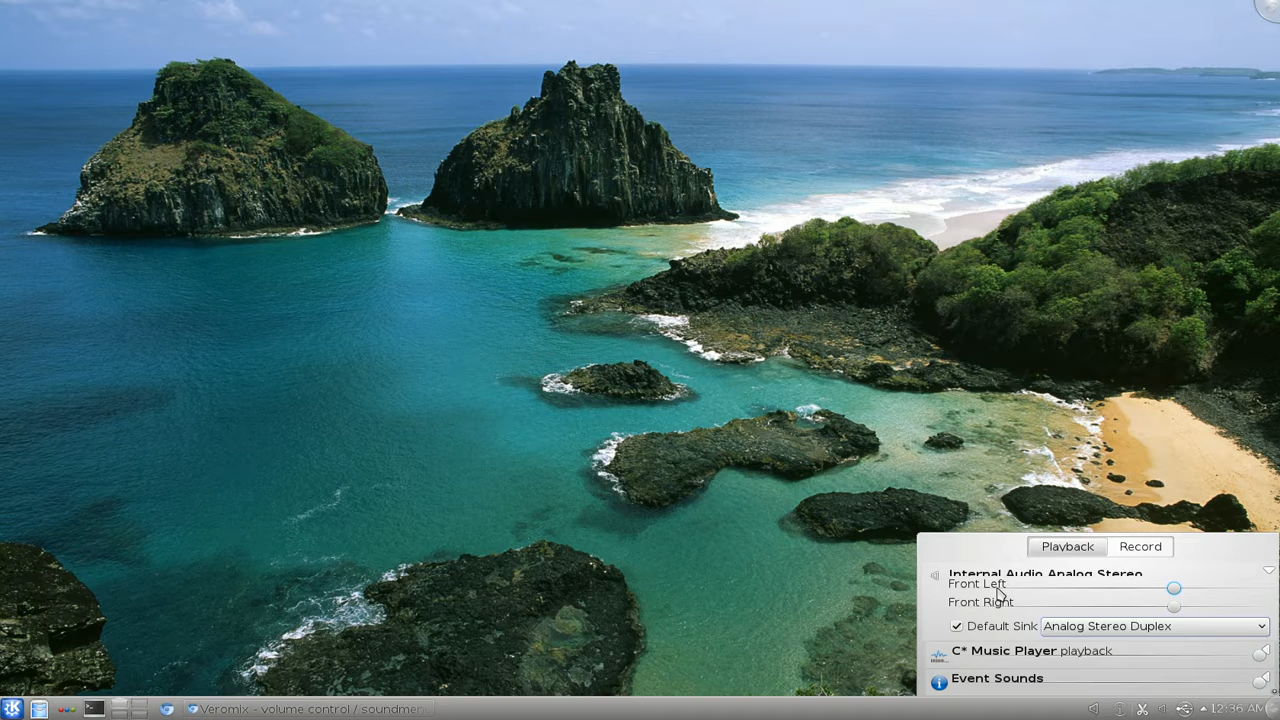 Playback Record
Internal Audio Analog Stereo
Front Left
Front Right
Default Sink Analog Stereo Duplex
C* Music Player playback
Event Sounds
Veromix - volume control / soundmen
12:36 AM